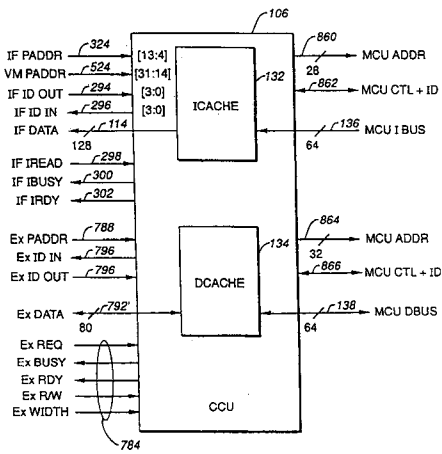 106
IF PADDR 324 [13:4] 860 MCU ADDR
28
VM PADDR 524 [31:14] ICACHE 132 862 MCU CTL + ID
IF ID OUT 294 [3:0]
IF ID IN 296 [3:0]
IF DATA 114 136 MCU I BUS
128 64
IF IREAD 298
IF IBUSY 300
IF IRDY 302
Ex PADDR 788 864 MCU ADDR
32
Ex ID IN 796 134 866 MCU CTL + ID
Ex ID OUT 796 DCACHE
Ex DATA 792' 138 MCU DBUS
80 64
Ex REQ
Ex BUSY
Ex RDY
Ex R/W
Ex WIDTH CCU
784